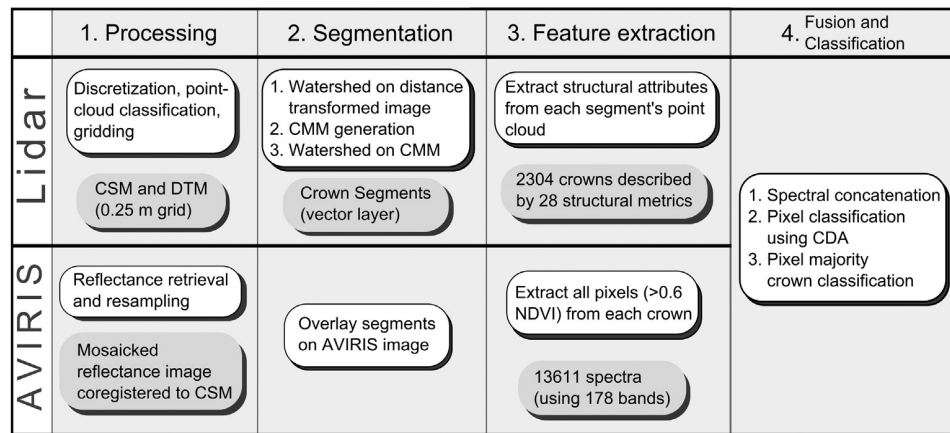 1. Processing
2. Segmentation
3. Feature extraction
4. Fusion and
Classification
Lidar
Discretization, point-
cloud classification,
gridding
CSM and DTM
(0.25 m grid)
1. Watershed on distance
transformed image
2. CMM generation
3. Watershed on CMM
Crown Segments
(vector layer)
Extract structural attributes
from each segment's point
cloud
2304 crowns described
by 28 structural metrics
1. Spectral concatenation
2. Pixel classification
using CDA
3. Pixel majority
crown classification
AVIRIS
Reflectance retrieval
and resampling
Mosaicked
reflectance image
coregistered to CSM
Overlay segments
on AVIRIS image
Extract all pixels (>0.6
NDVI) from each crown
13611 spectra
(using 178 bands)